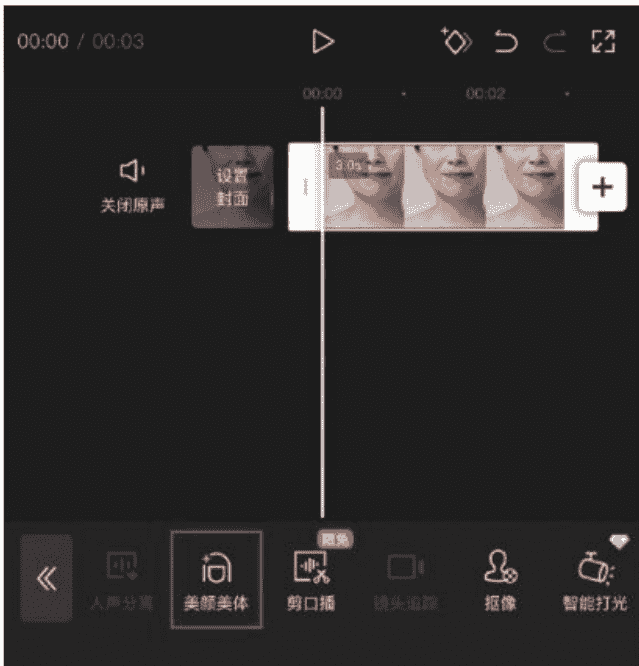 00:00 / 00:03
00:00
00:02
关闭原声
设置
封面
3.0s
限免
人声分离
美颜美体
剪口播
镜头追踪
抠像
智能打光